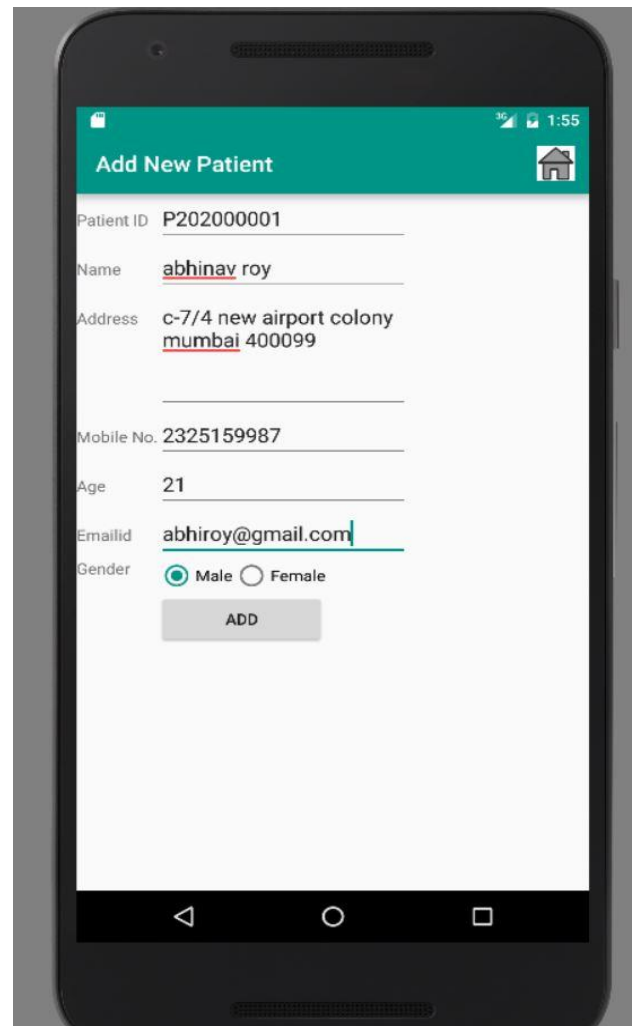 3G 1:55
Add New Patient
Patient ID P202000001
Name abhinav roy
Address c-7/4 new airport colony
mumbai 400099
Mobile No. 2325159987
Age 21
Emailid abhiroy@gmail.com
Gender Male Female
ADD